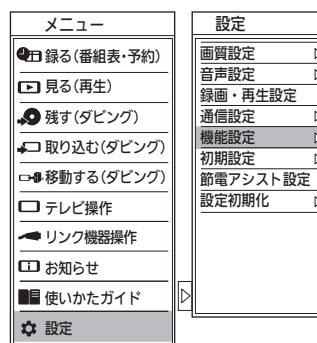 メニュー
録る(番組表・予約)
見る(再生)
残す(ダビング)
取り込む(ダビング)
移動する(ダビング)
テレビ操作
リンク機器操作
お知らせ
使いかたガイド
設定
設定
画質設定
音声設定
録画・再生設定
通信設定
機能設定
初期設定
節電アシスト設定
設定初期化